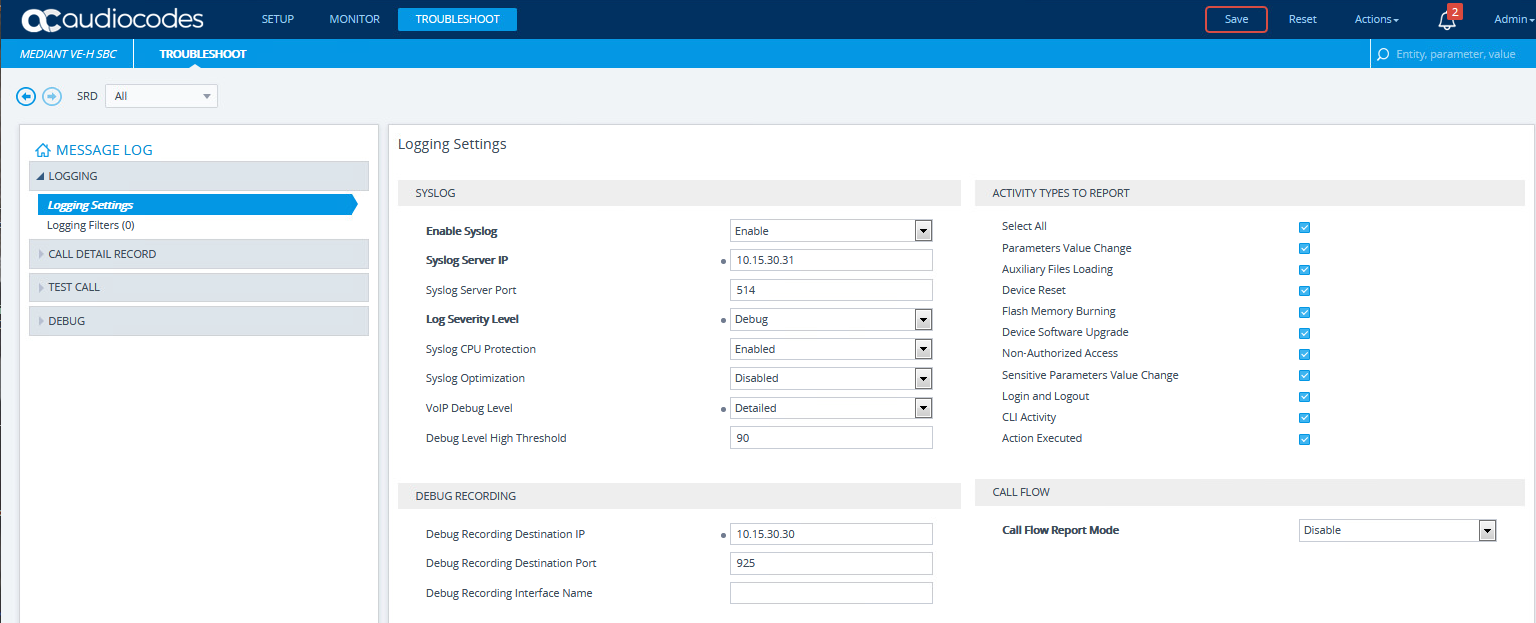 audiocodes
SETUP MONITOR TROUBLESHOOT Save Reset Actions 2 Admin
MEDIANT VE-H SBC TROUBLESHOOT Entity, parameter, value
SRD All
MESSAGE LOG
LOGGING
Logging Settings
Logging Filters (0)
CALL DETAIL RECORD
TEST CALL
DEBUG
Logging Settings
SYSLOG
Enable Syslog Enable
Syslog Server IP 10.15.30.31
Syslog Server Port 514
Log Severity Level Debug
Syslog CPU Protection Enabled
Syslog Optimization Disabled
VoIP Debug Level Detailed
Debug Level High Threshold 90
DEBUG RECORDING
Debug Recording Destination IP 10.15.30.30
Debug Recording Destination Port 925
Debug Recording Interface Name
ACTIVITY TYPES TO REPORT
Select All
Parameters Value Change
Auxiliary Files Loading
Device Reset
Flash Memory Burning
Device Software Upgrade
Non-Authorized Access
Sensitive Parameters Value Change
Login and Logout
CLI Activity
Action Executed
CALL FLOW
Call Flow Report Mode Disable